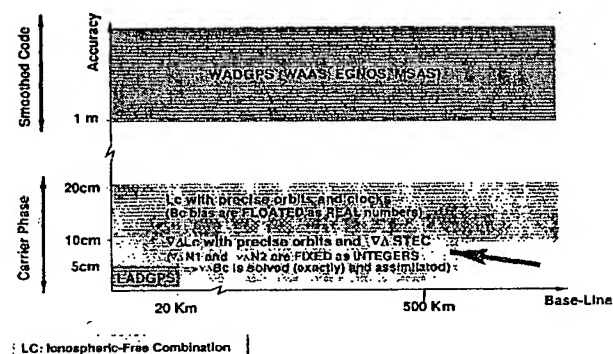 Smoothod Code
Accuracy
WADGPS (WAAS, EGNOS, MSAS)
1 m
Carrier Phase
20cm
Lc with precise orbits and clocks
(Bc bias are FLOATED as REAL numbers)
10cm
∇ΔLc with precise orbits and ∇Δ STEC
(∇ΔN1 and ∇ΔN2 are FIXED as INTEGERS
5cm
→∇ΔBc is solved (exactly) and assimilated)
LADGPS
20 Km
500 Km
Base-Line
LC: Ionospheric-Free Combination